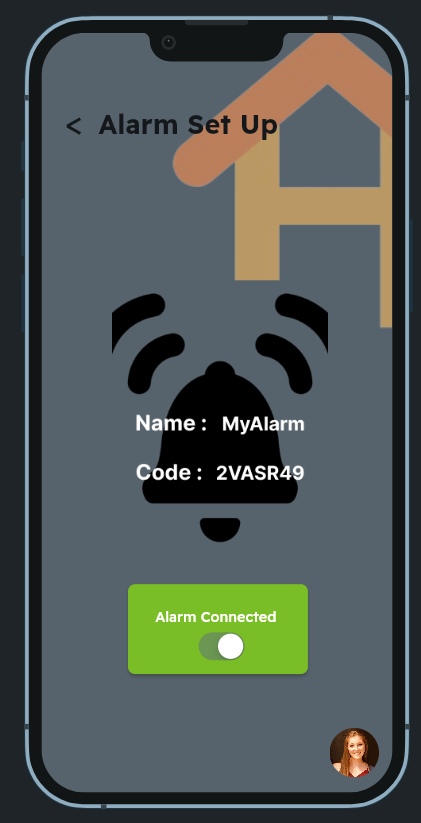 < Alarm Set Up
Name : MyAlarm
Code : 2VASR49
Alarm Connected